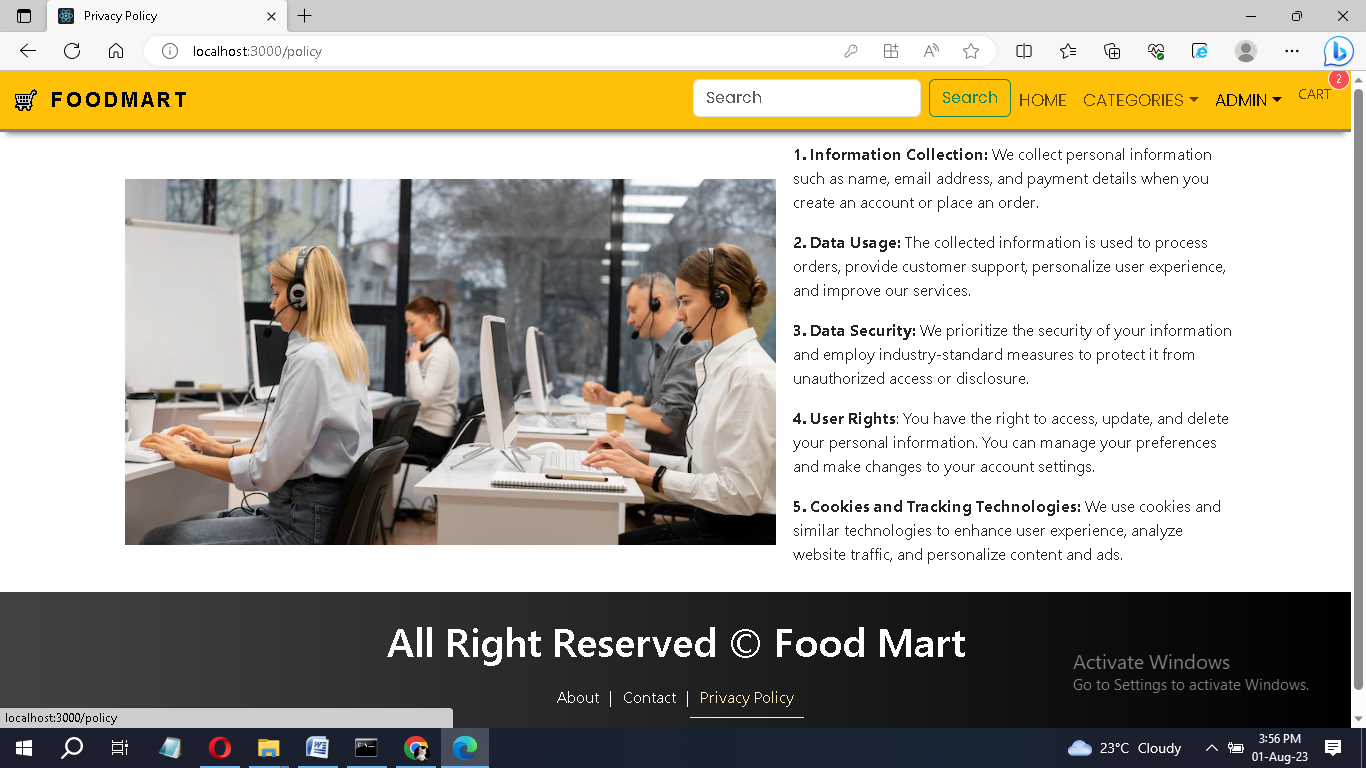 Privacy Policy
localhost:3000/policy
FOODMART
Search
Search
HOME
CATEGORIES
ADMIN
CART
2
1. Information Collection: We collect personal information
such as name, email address, and payment details when you
create an account or place an order.
2. Data Usage: The collected information is used to process
orders, provide customer support, personalize user experience,
and improve our services.
3. Data Security: We prioritize the security of your information
and employ industry-standard measures to protect it from
unauthorized access or disclosure.
4. User Rights: You have the right to access, update, and delete
your personal information. You can manage your preferences
and make changes to your account settings.
5. Cookies and Tracking Technologies: We use cookies and
similar technologies to enhance user experience, analyze
website traffic, and personalize content and ads.
All Right Reserved © Food Mart
About | Contact | Privacy Policy
Activate Windows
Go to Settings to activate Windows.
localhost:3000/policy
23°C Cloudy
3:56 PM
01-Aug-23